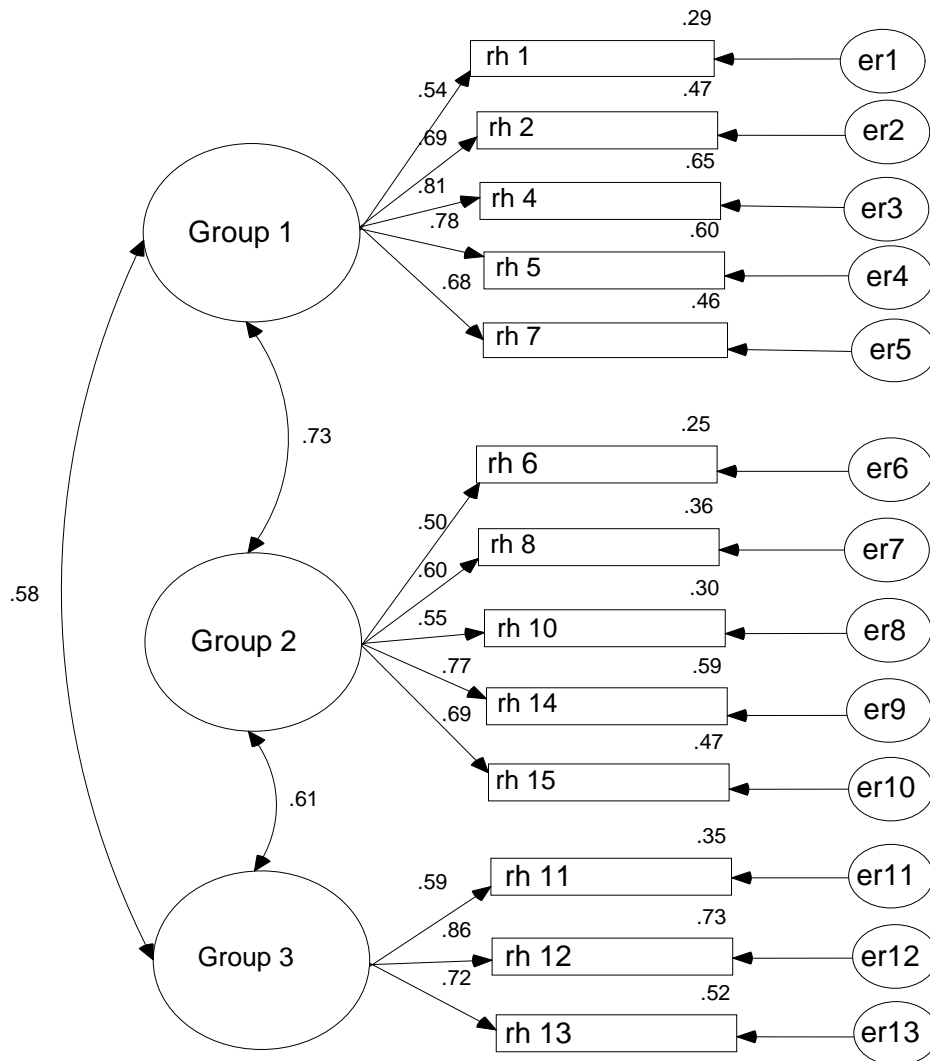 .29
rh 1
er1
.54
.47
rh 2
er2
.69
.65
.81
rh 4
er3
Group 1
.78
.60
rh 5
er4
.68
.46
rh 7
er5
.73
.25
rh 6
er6
.50
.36
rh 8
er7
.60
.30
.58
.55
rh 10
er8
Group 2
.77
.59
rh 14
er9
.69
.47
rh 15
er10
.61
.35
rh 11
er11
.59
.73
.86
rh 12
er12
Group 3
.72
.52
rh 13
er13